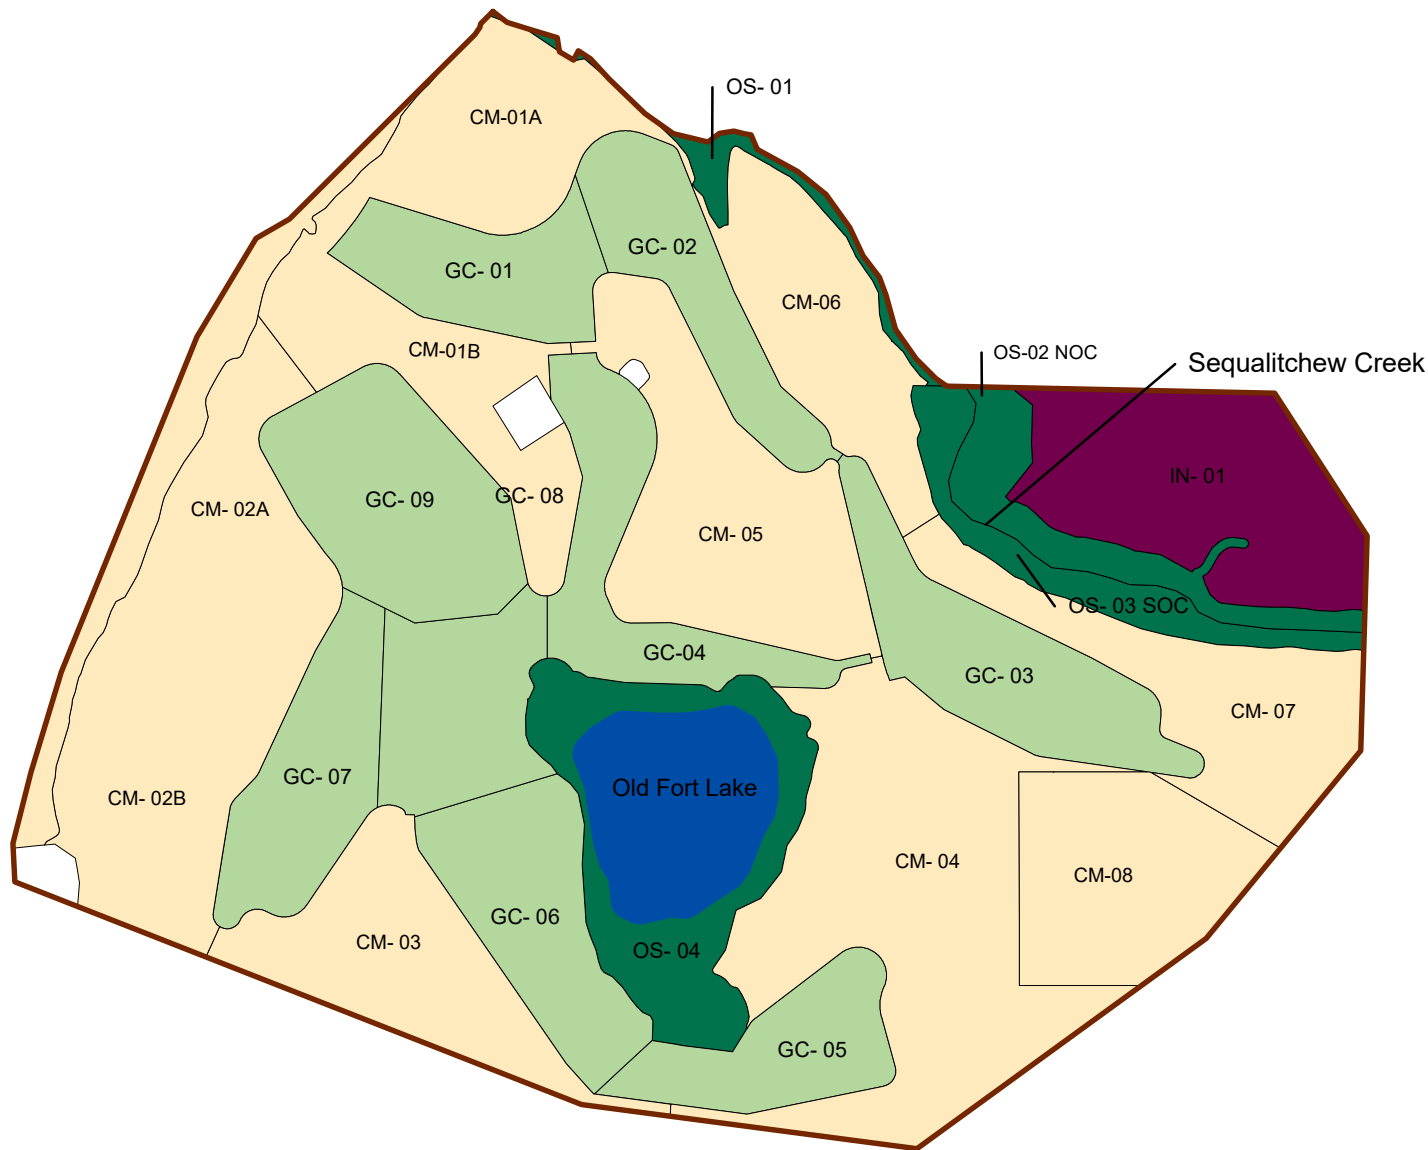 OS- 01
CM-01A
GC- 02
GC- 01
CM-06
CM-01B
OS-02 NOC
Sequalitchew Creek
IN- 01
GC- 09
GC- 08
CM- 02A
CM- 05
OS- 03 SOC
GC-04
GC- 03
CM- 07
GC- 07
Old Fort Lake
CM- 02B
CM- 04
CM-08
GC- 06
CM- 03
OS- 04
GC- 05